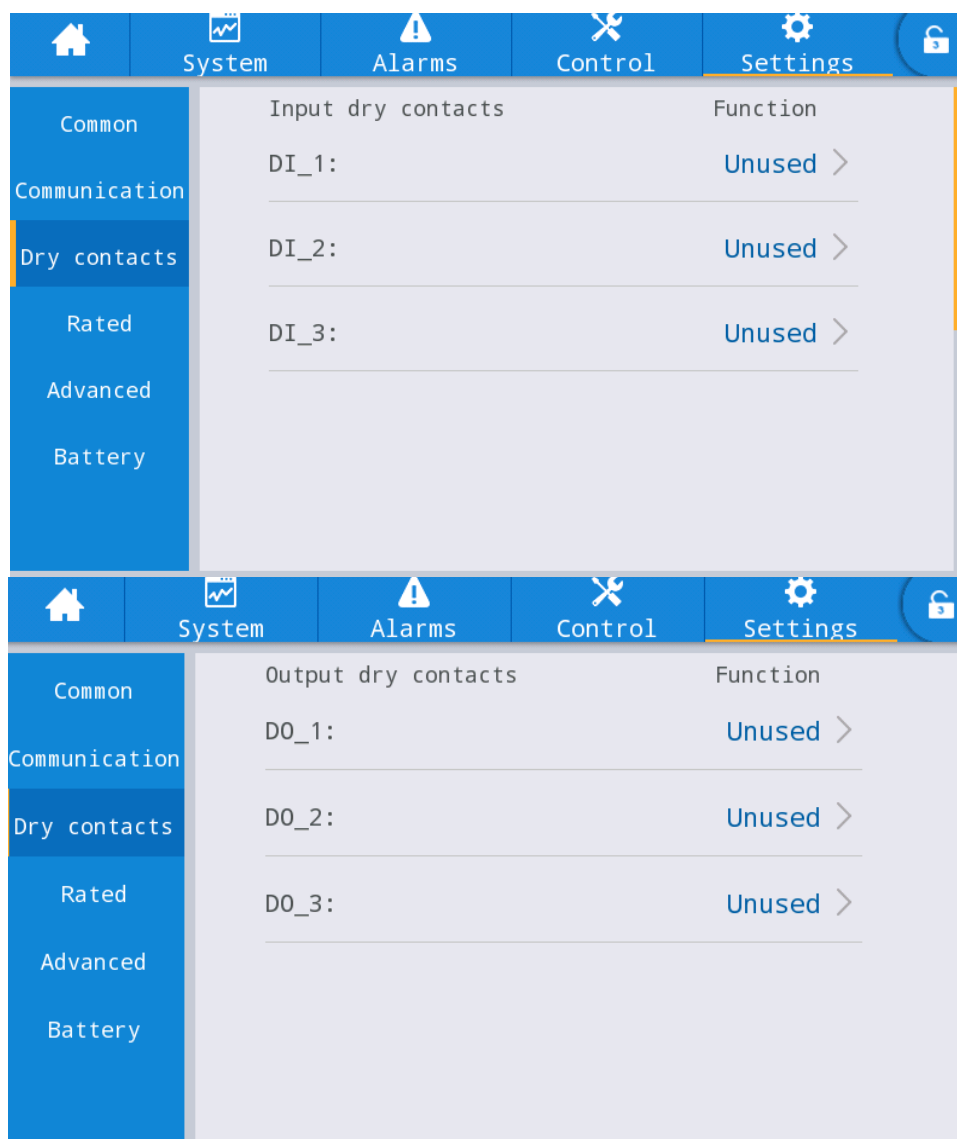 System Alarms Control Settings 3
Common
Communication
Dry contacts
Rated
Advanced
Battery
Input dry contacts Function
DI_1: Unused
DI_2: Unused
DI_3: Unused
System Alarms Control Settings 3
Common
Communication
Dry contacts
Rated
Advanced
Battery
Output dry contacts Function
DO_1: Unused
DO_2: Unused
DO_3: Unused